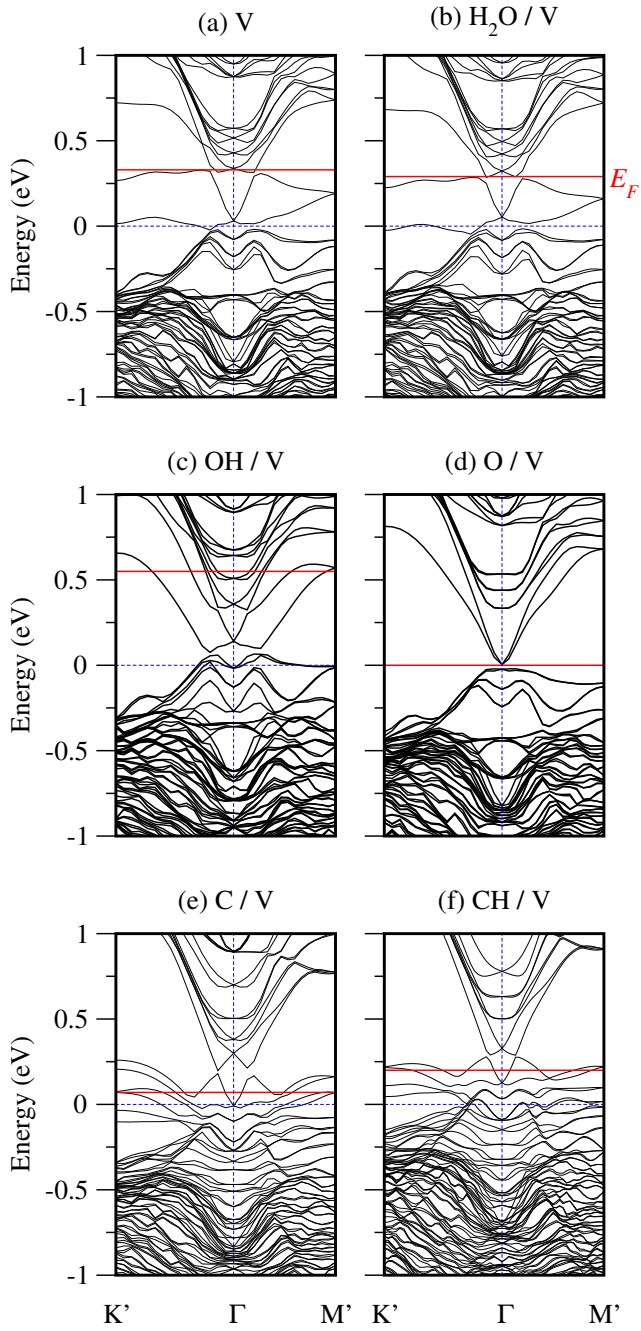 (a) V
(b) H₂O / V
1
0.5
0
-0.5
-1
Energy (eV)
E_F
(c) OH / V
(d) O / V
1
0.5
0
-0.5
-1
Energy (eV)
(e) C / V
(f) CH / V
1
0.5
0
-0.5
-1
Energy (eV)
K' Γ M' K' Γ M'